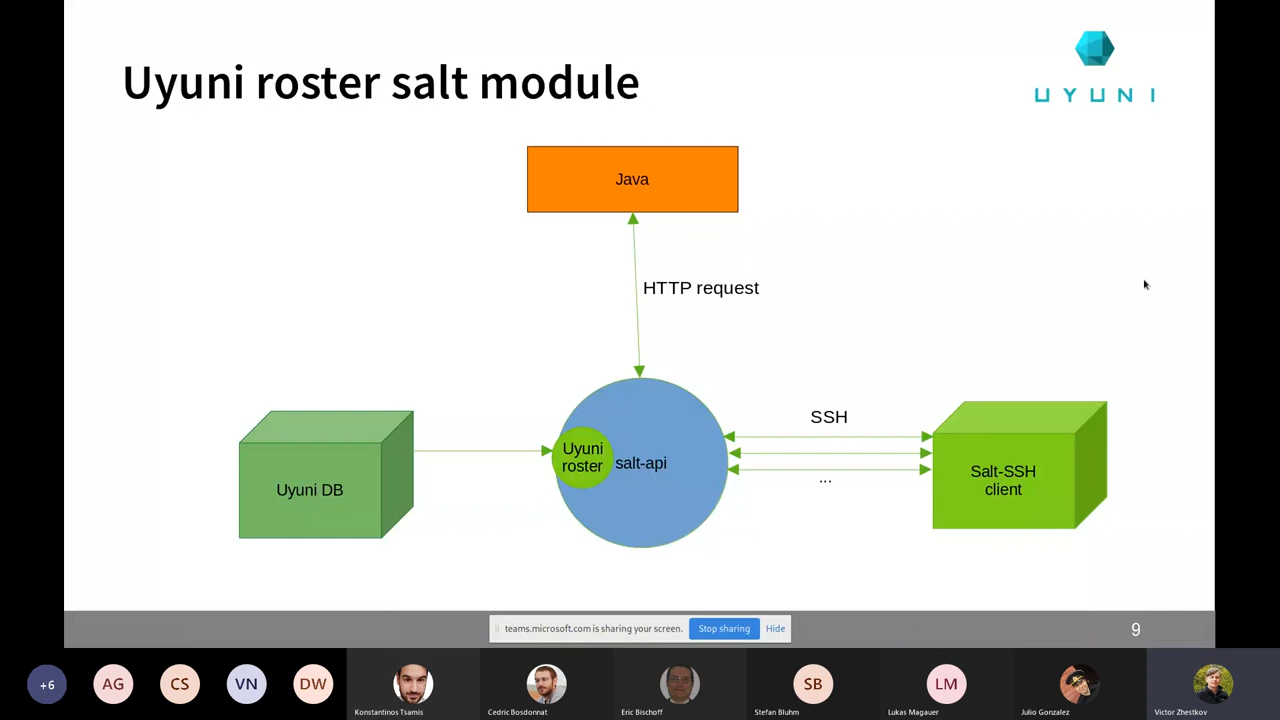 Uyuni roster salt module
UYUNI
Java
HTTP request
SSH
Uyuni
roster
salt-api
...
Salt-SSH
client
Uyuni DB
teams.microsoft.com is sharing your screen.
Stop sharing
Hide
9
+6
AG
CS
VN
DW
SB
LM
Konstantinos Tsamis
Cedric Bosdonnat
Eric Bischoff
Stefan Bluhm
Lukas Magauer
Julio Gonzalez
Victor Zhestkov